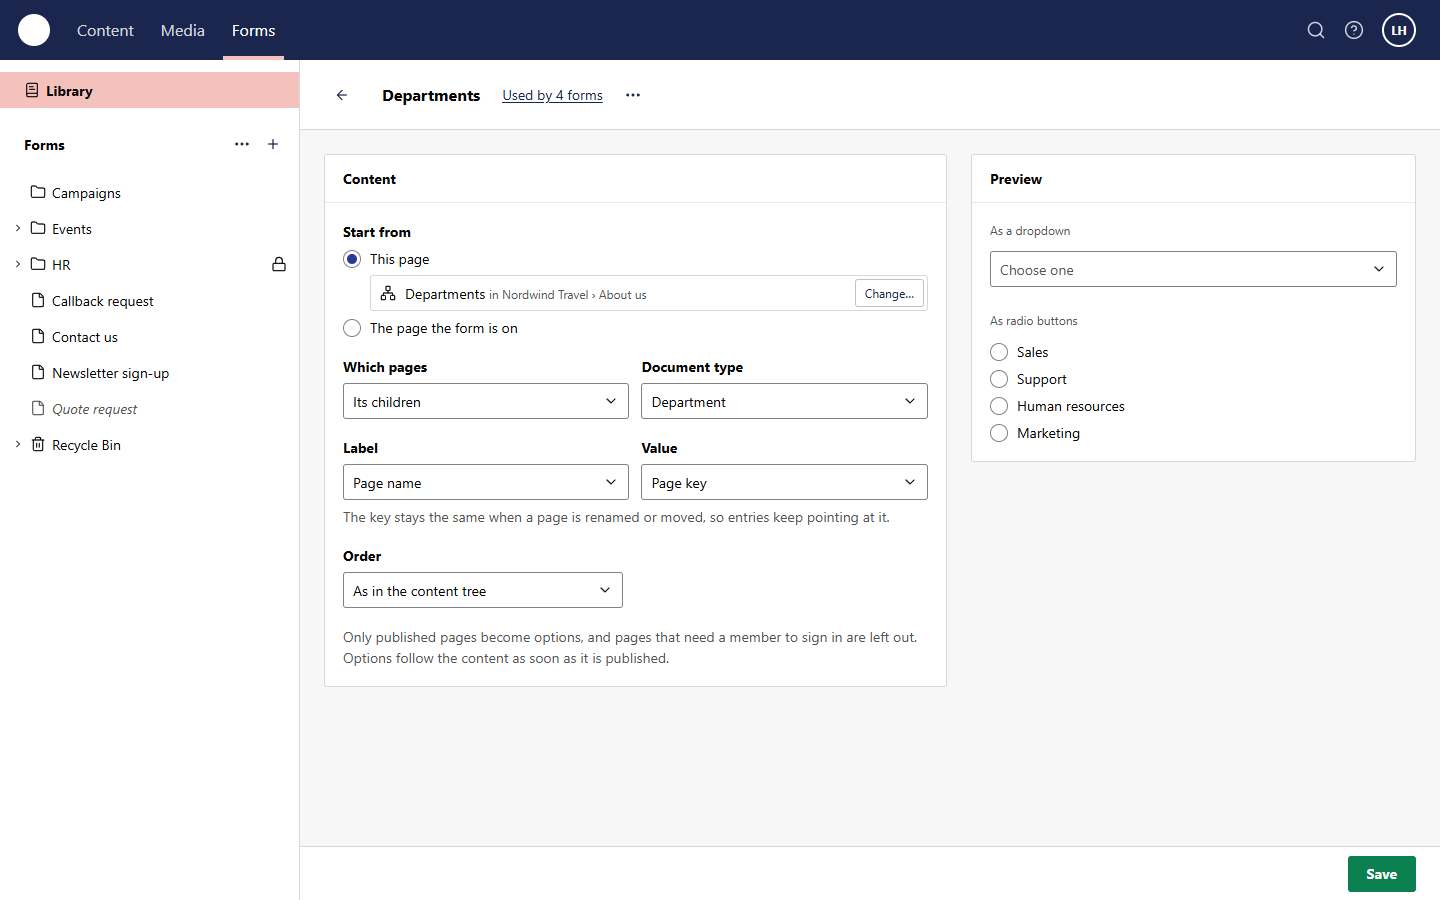 Content
Media
Forms
LH
Library
Forms
Campaigns
Events
HR
Callback request
Contact us
Newsletter sign-up
Quote request
Recycle Bin
Departments
Used by 4 forms
Content
Start from
This page
Departments in Nordwind Travel › About us
Change...
The page the form is on
Which pages
Its children
Document type
Department
Label
Page name
Value
Page key
The key stays the same when a page is renamed or moved, so entries keep pointing at it.
Order
As in the content tree
Only published pages become options, and pages that need a member to sign in are left out.
Options follow the content as soon as it is published.
Preview
As a dropdown
Choose one
As radio buttons
Sales
Support
Human resources
Marketing
Save